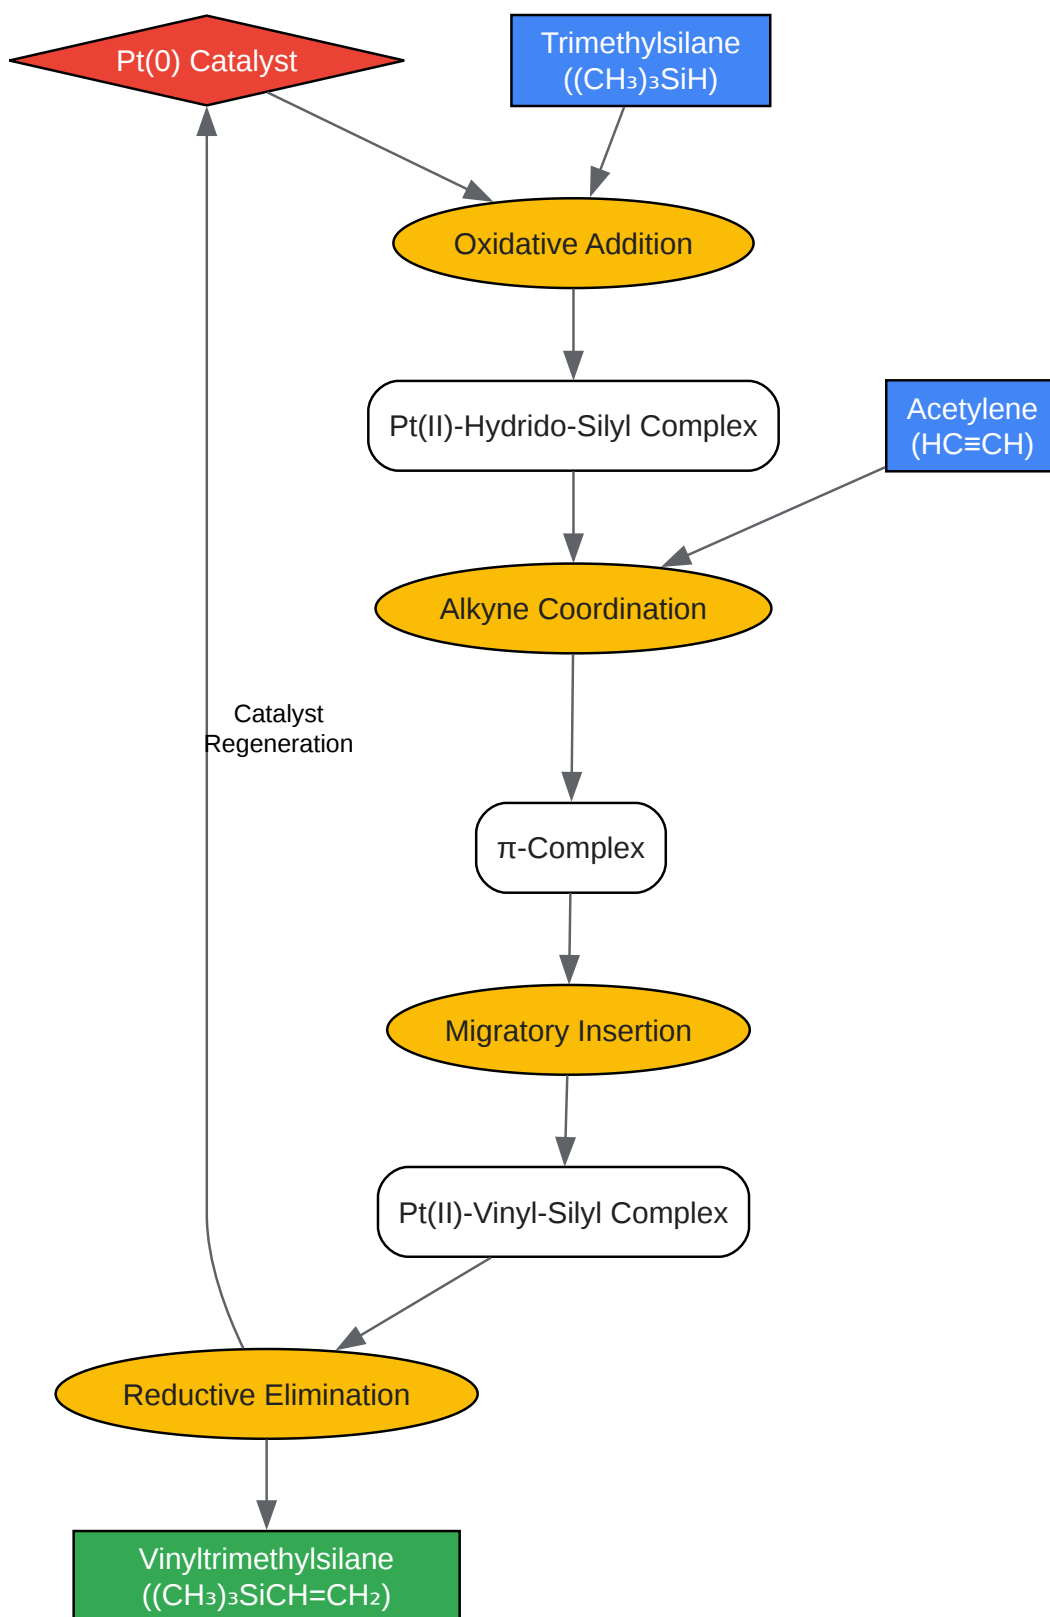 Pt(0) Catalyst
Trimethylsilane
((CH₃)₃SiH)
Oxidative Addition
Pt(II)-Hydrido-Silyl Complex
Acetylene
(HC≡CH)
Alkyne Coordination
Catalyst
Regeneration
π-Complex
Migratory Insertion
Pt(II)-Vinyl-Silyl Complex
Reductive Elimination
Vinyltrimethylsilane
((CH₃)₃SiCH=CH₂)